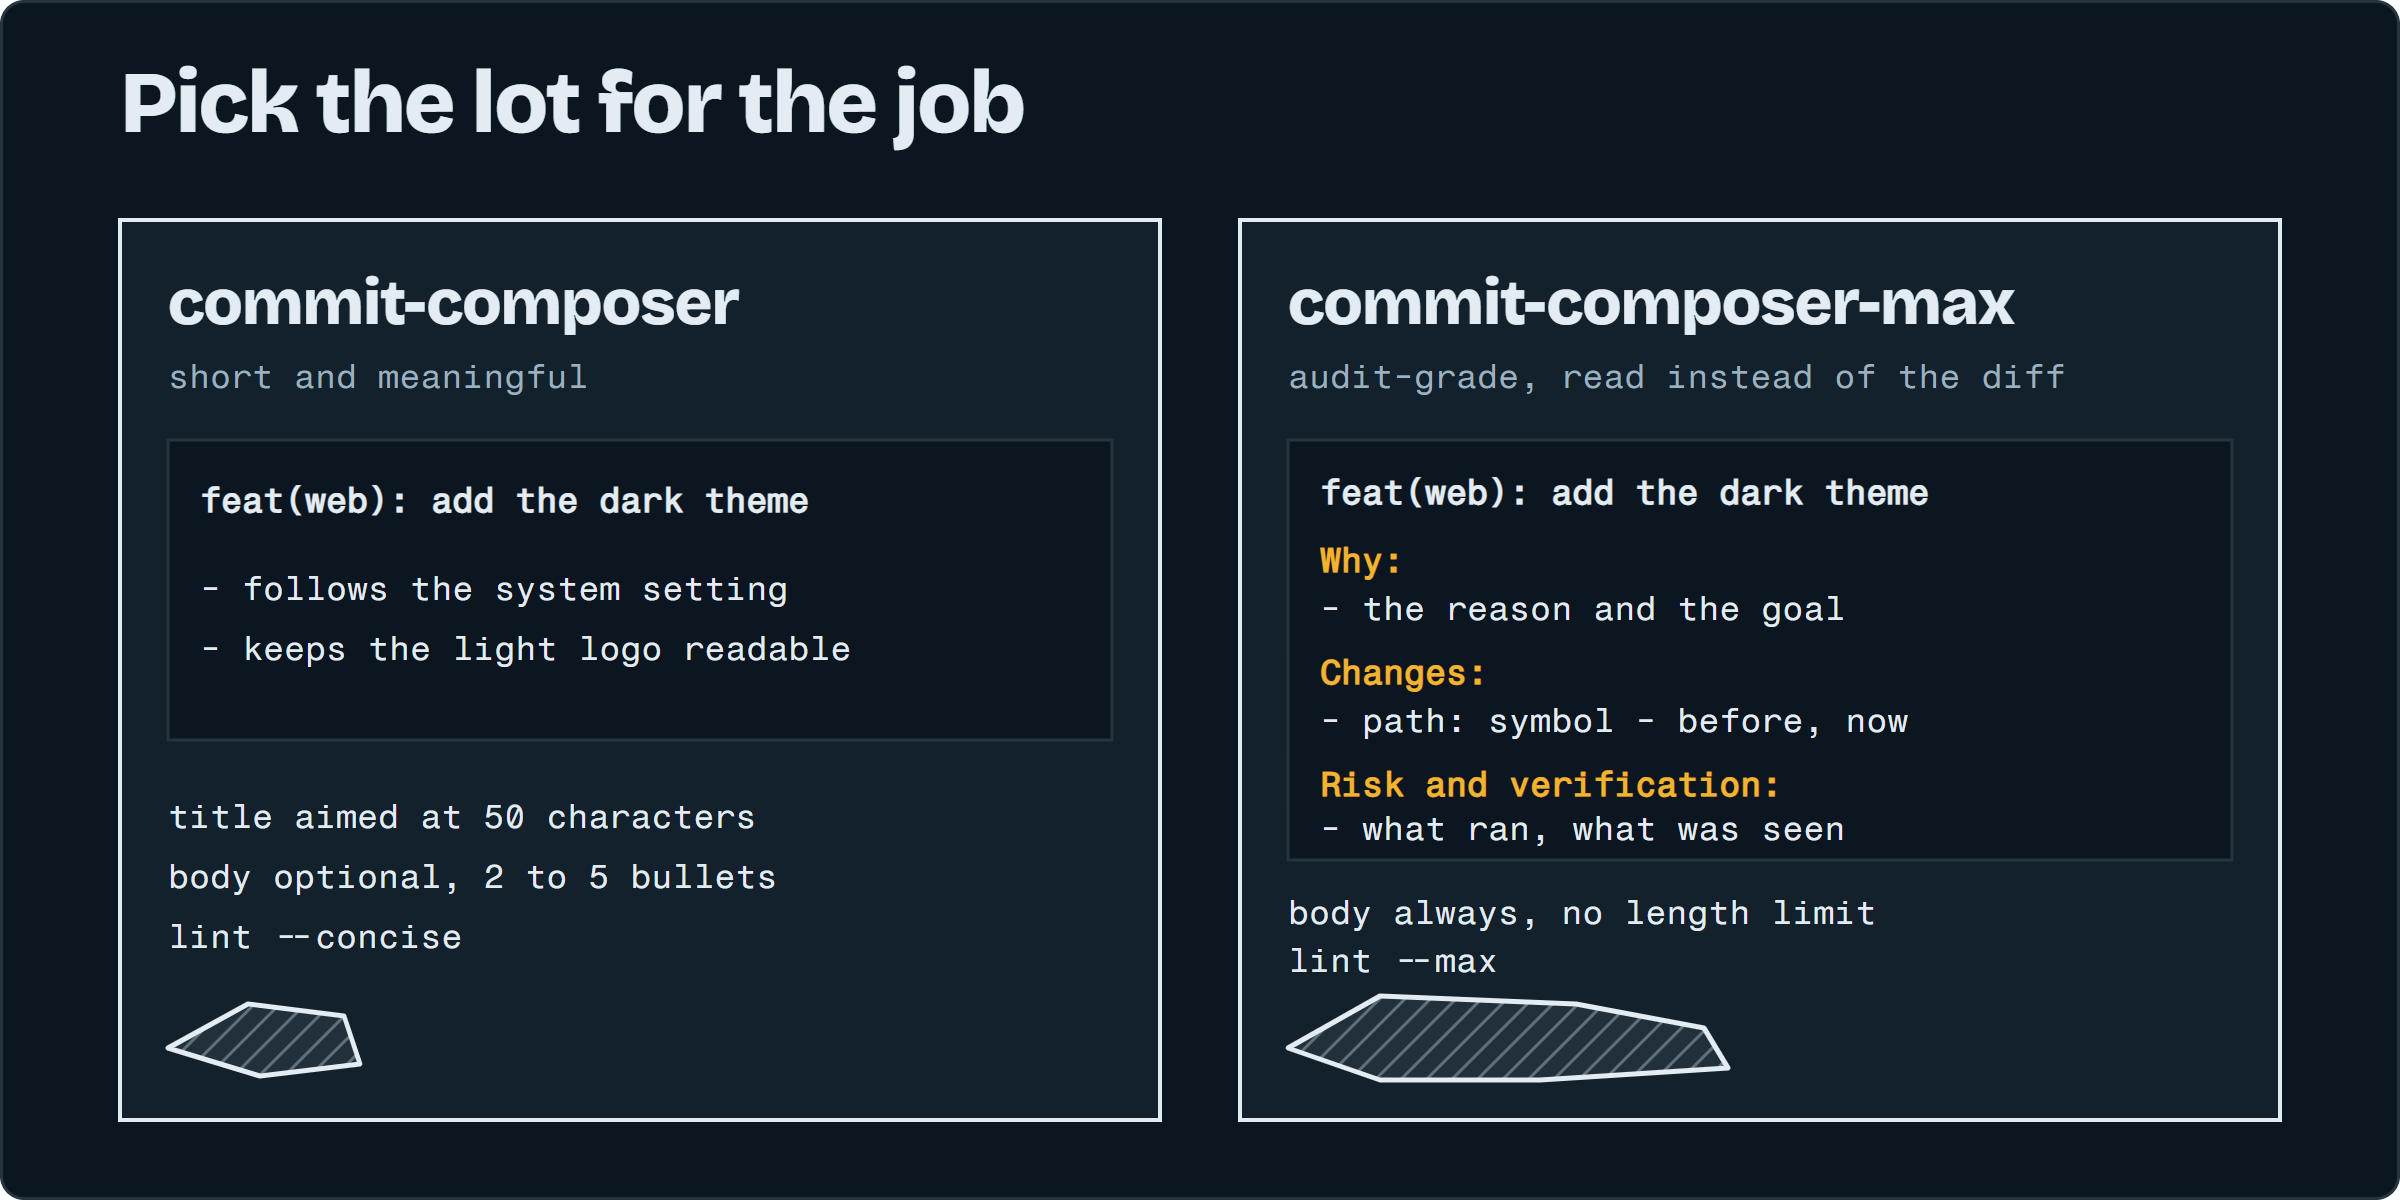 Pick the lot for the job
commit-composer
short and meaningful
feat(web): add the dark theme
- follows the system setting
- keeps the light logo readable
title aimed at 50 characters
body optional, 2 to 5 bullets
lint --concise
commit-composer-max
audit-grade, read instead of the diff
feat(web): add the dark theme
Why:
- the reason and the goal
Changes:
- path: symbol - before, now
Risk and verification:
- what ran, what was seen
body always, no length limit
lint --max